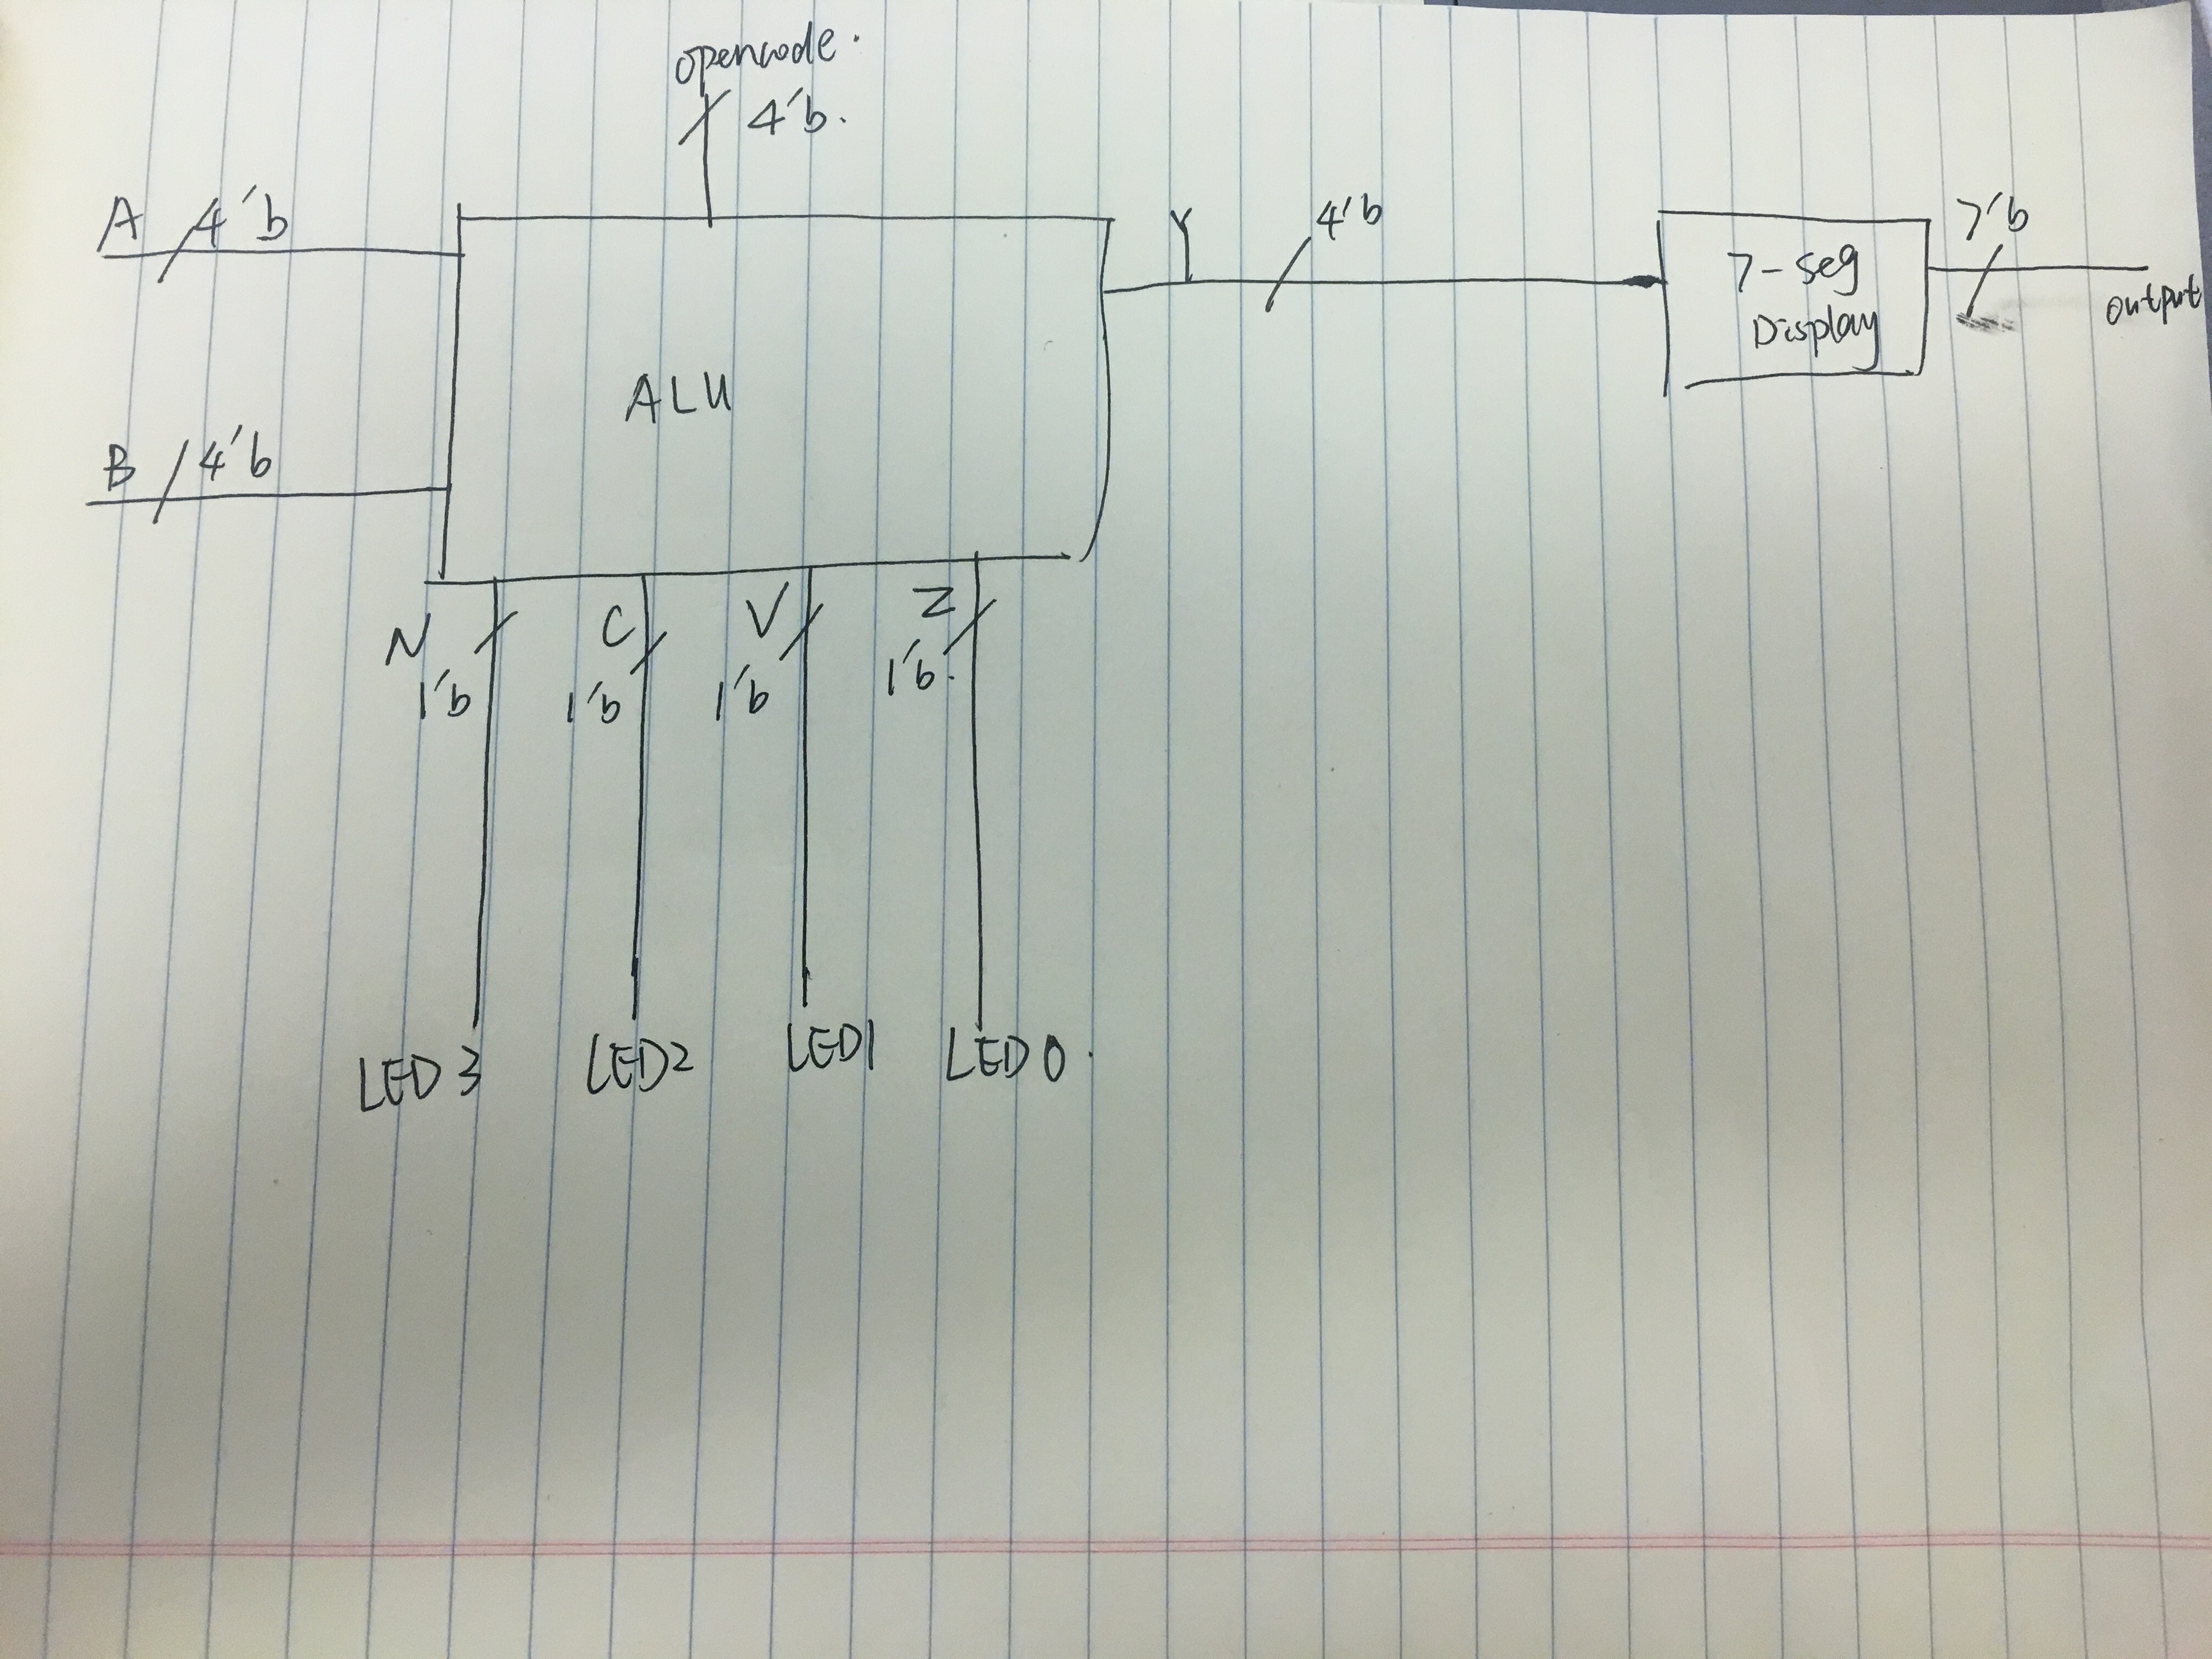 opencode.
4'b.
A 4'b
Y 4'b
7'b
7-seg
Display
output
ALU
B 4'b
N C V Z
1'b 1'b 1'b 1'b.
LED3 LED2 LED1 LED0.